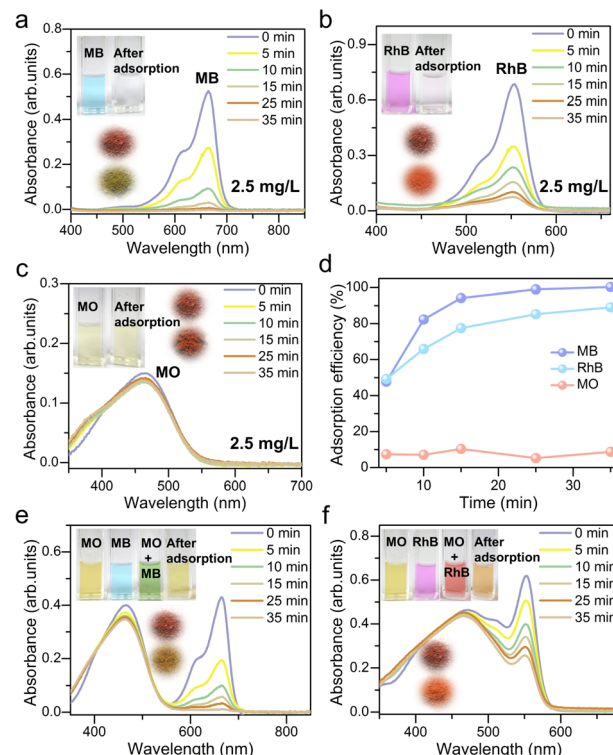 a
Absorbance (arb.units)
0.6
0.4
0.2
0.0
400 500 600 700 800
Wavelength (nm)
MB After
adsorption
MB
0 min
5 min
10 min
15 min
25 min
35 min
2.5 mg/L
b
Absorbance (arb.units)
0.8
0.6
0.4
0.2
0.0
400 500 600
Wavelength (nm)
RhB After
adsorption
RhB
0 min
5 min
10 min
15 min
25 min
35 min
2.5 mg/L
c
Absorbance (arb.units)
0.3
0.2
0.1
0.0
400 500 600 700
Wavelength (nm)
MO After
adsorption
MO
0 min
5 min
10 min
15 min
25 min
35 min
2.5 mg/L
d
Adsorption efficiency (%)
100
80
60
40
20
0
10 20 30
Time (min)
MB
RhB
MO
e
Absorbance (arb.units)
0.6
0.4
0.2
0.0
400 500 600 700 800
Wavelength (nm)
MO MB MO After
+ adsorption
MB
0 min
5 min
10 min
15 min
25 min
35 min
f
Absorbance (arb.units)
0.8
0.6
0.4
0.2
0.0
400 500 600
Wavelength (nm)
MO RhB MO After
+ adsorption
RhB
0 min
5 min
10 min
15 min
25 min
35 min